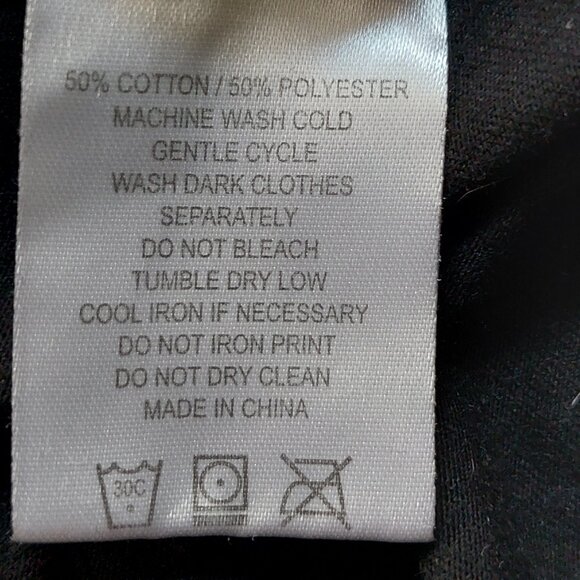 50% COTTON / 50% POLYESTER
MACHINE WASH COLD
GENTLE CYCLE
WASH DARK CLOTHES
SEPARATELY
DO NOT BLEACH
TUMBLE DRY LOW
COOL IRON IF NECESSARY
DO NOT IRON PRINT
DO NOT DRY CLEAN
MADE IN CHINA
30C